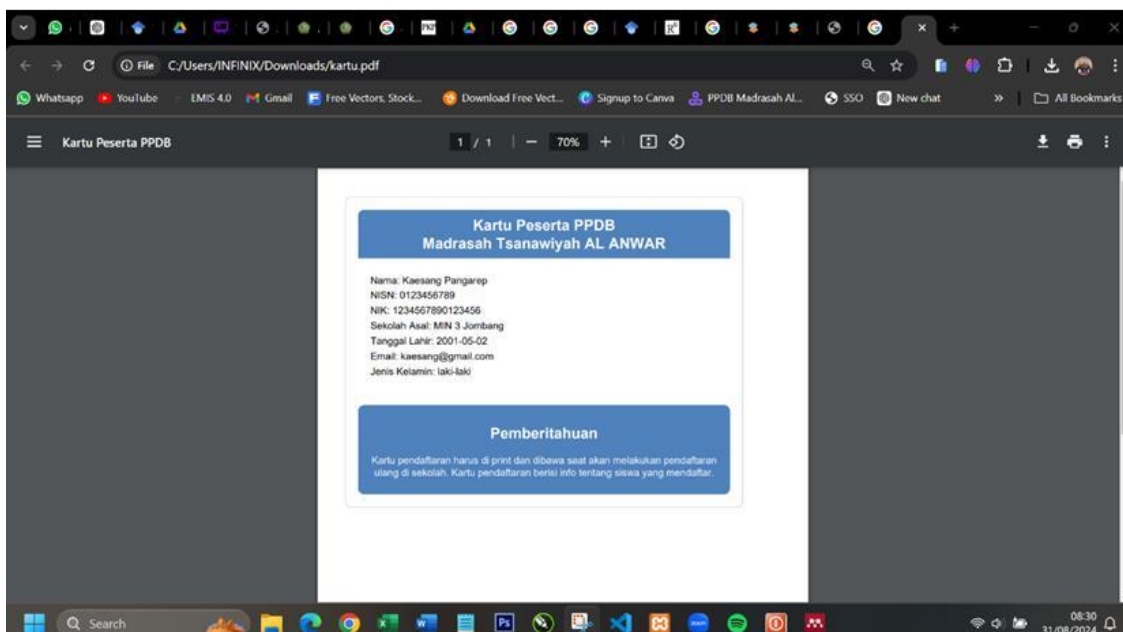 File
C:/Users/INFINIX/Downloads/kartu.pdf
Whatsapp
YouTube
EMIS 4.0
Gmail
Free Vectors, Stock...
Download Free Vect...
Signup to Canva
PPDB Madrasah Al...
SSO
New chat
»
All Bookmarks
Kartu Peserta PPDB
1 / 1
70%
Kartu Peserta PPDB
Madrasah Tsanawiyah AL ANWAR
Nama: Kaesang Pangarep
NISN: 0123456789
NIK: 1234567890123456
Sekolah Asal: MIN 3 Jombang
Tanggal Lahir: 2001-05-02
Email: kaesang@gmail.com
Jenis Kelamin: laki-laki
Pemberitahuan
Kartu pendaftaran harus di print dan dibawa saat akan melakukan pendaftaran
ulang di sekolah. Kartu pendaftaran berisi info tentang siswa yang mendaftar.
Search
08:30
31/08/2024